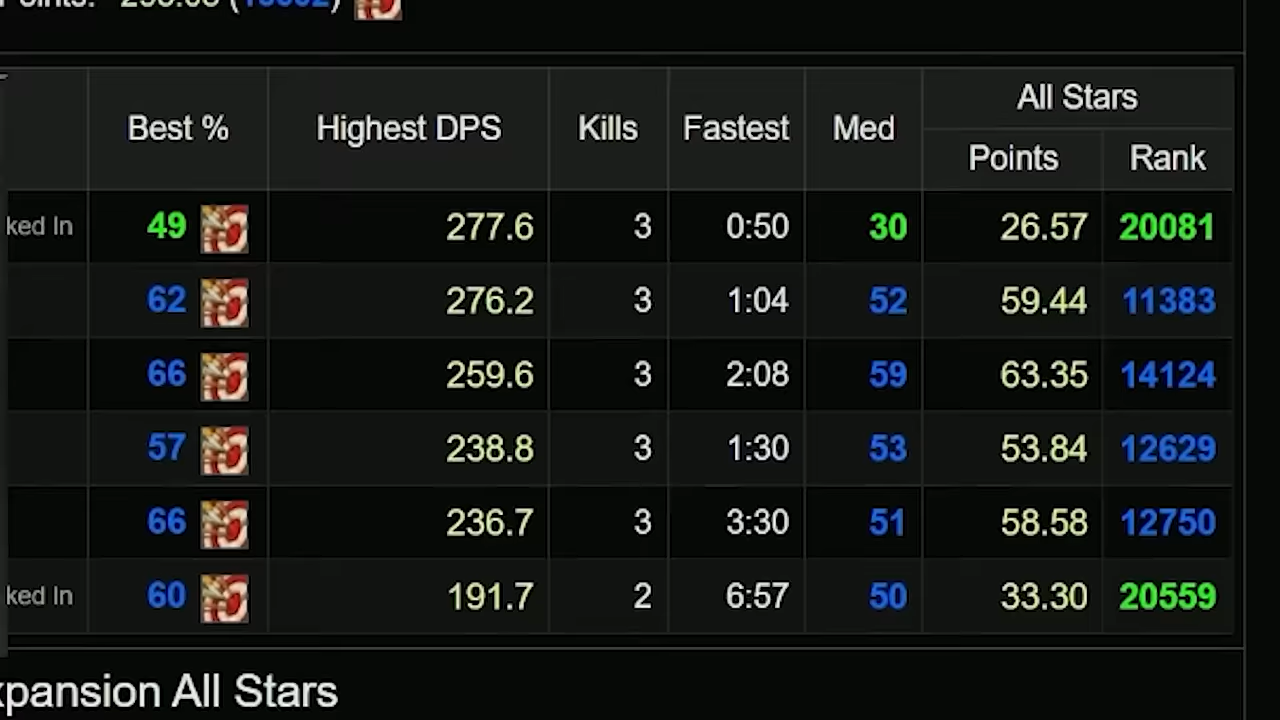 All Stars
Best % Highest DPS Kills Fastest Med Points Rank
ked In 49 277.6 3 0:50 30 26.57 20081
62 276.2 3 1:04 52 59.44 11383
66 259.6 3 2:08 59 63.35 14124
57 238.8 3 1:30 53 53.84 12629
66 236.7 3 3:30 51 58.58 12750
ked In 60 191.7 2 6:57 50 33.30 20559
xpansion All Stars